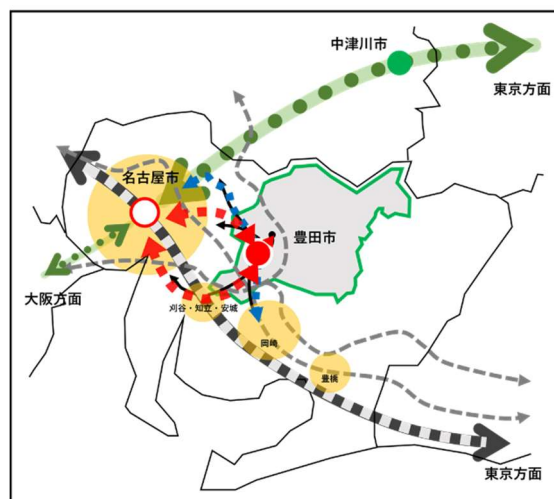 中津川市
東京方面
名古屋市
豊田市
大阪方面
刈谷・知立・安城
岡崎
豊橋
東京方面